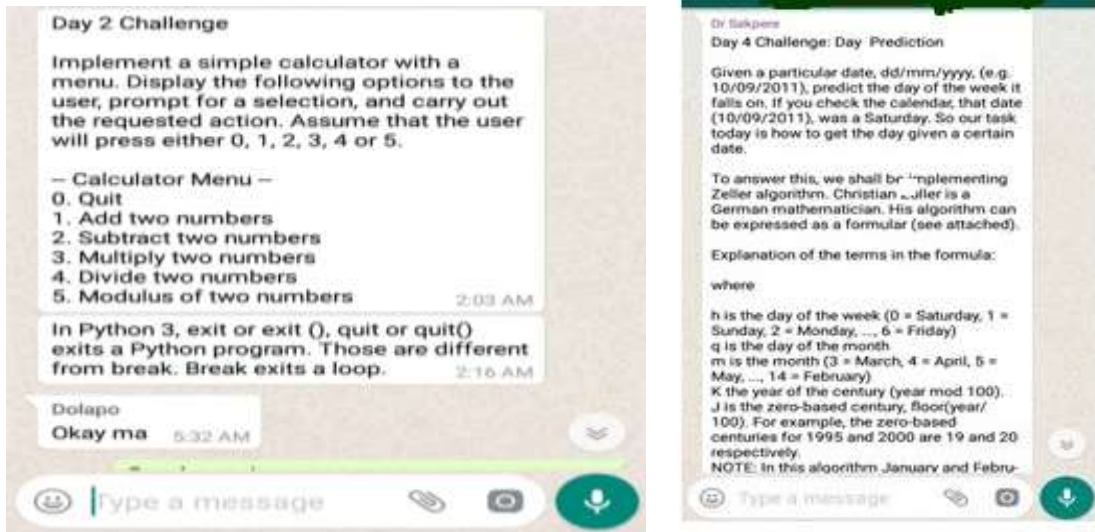 Day 2 Challenge
Implement a simple calculator with a
menu. Display the following options to the
user, prompt for a selection, and carry out
the requested action. Assume that the user
will press either 0, 1, 2, 3, 4 or 5.
-- Calculator Menu --
0. Quit
1. Add two numbers
2. Subtract two numbers
3. Multiply two numbers
4. Divide two numbers
5. Modulus of two numbers 2:03 AM
In Python 3, exit or exit (), quit or quit()
exits a Python program. Those are different
from break. Break exits a loop. 2:16 AM
Dolapo
Okay ma 5:32 AM
Type a message
Dr Sakpere
Day 4 Challenge: Day Prediction
Given a particular date, dd/mm/yyyy, (e.g.
10/09/2011), predict the day of the week it
falls on. If you check the calendar, that date
(10/09/2011), was a Saturday. So our task
today is how to get the day given a certain
date.
To answer this, we shall be implementing
Zeller algorithm. Christian Zeller is a
German mathematician. His algorithm can
be expressed as a formular (see attached).
Explanation of the terms in the formula:
where
h is the day of the week (0 = Saturday, 1 =
Sunday, 2 = Monday, ..., 6 = Friday)
q is the day of the month
m is the month (3 = March, 4 = April, 5 =
May, ..., 14 = February)
K the year of the century (year mod 100).
J is the zero-based century, floor(year/
100). For example, the zero-based
centuries for 1995 and 2000 are 19 and 20
respectively.
NOTE: In this algorithm January and Febru-
Type a message